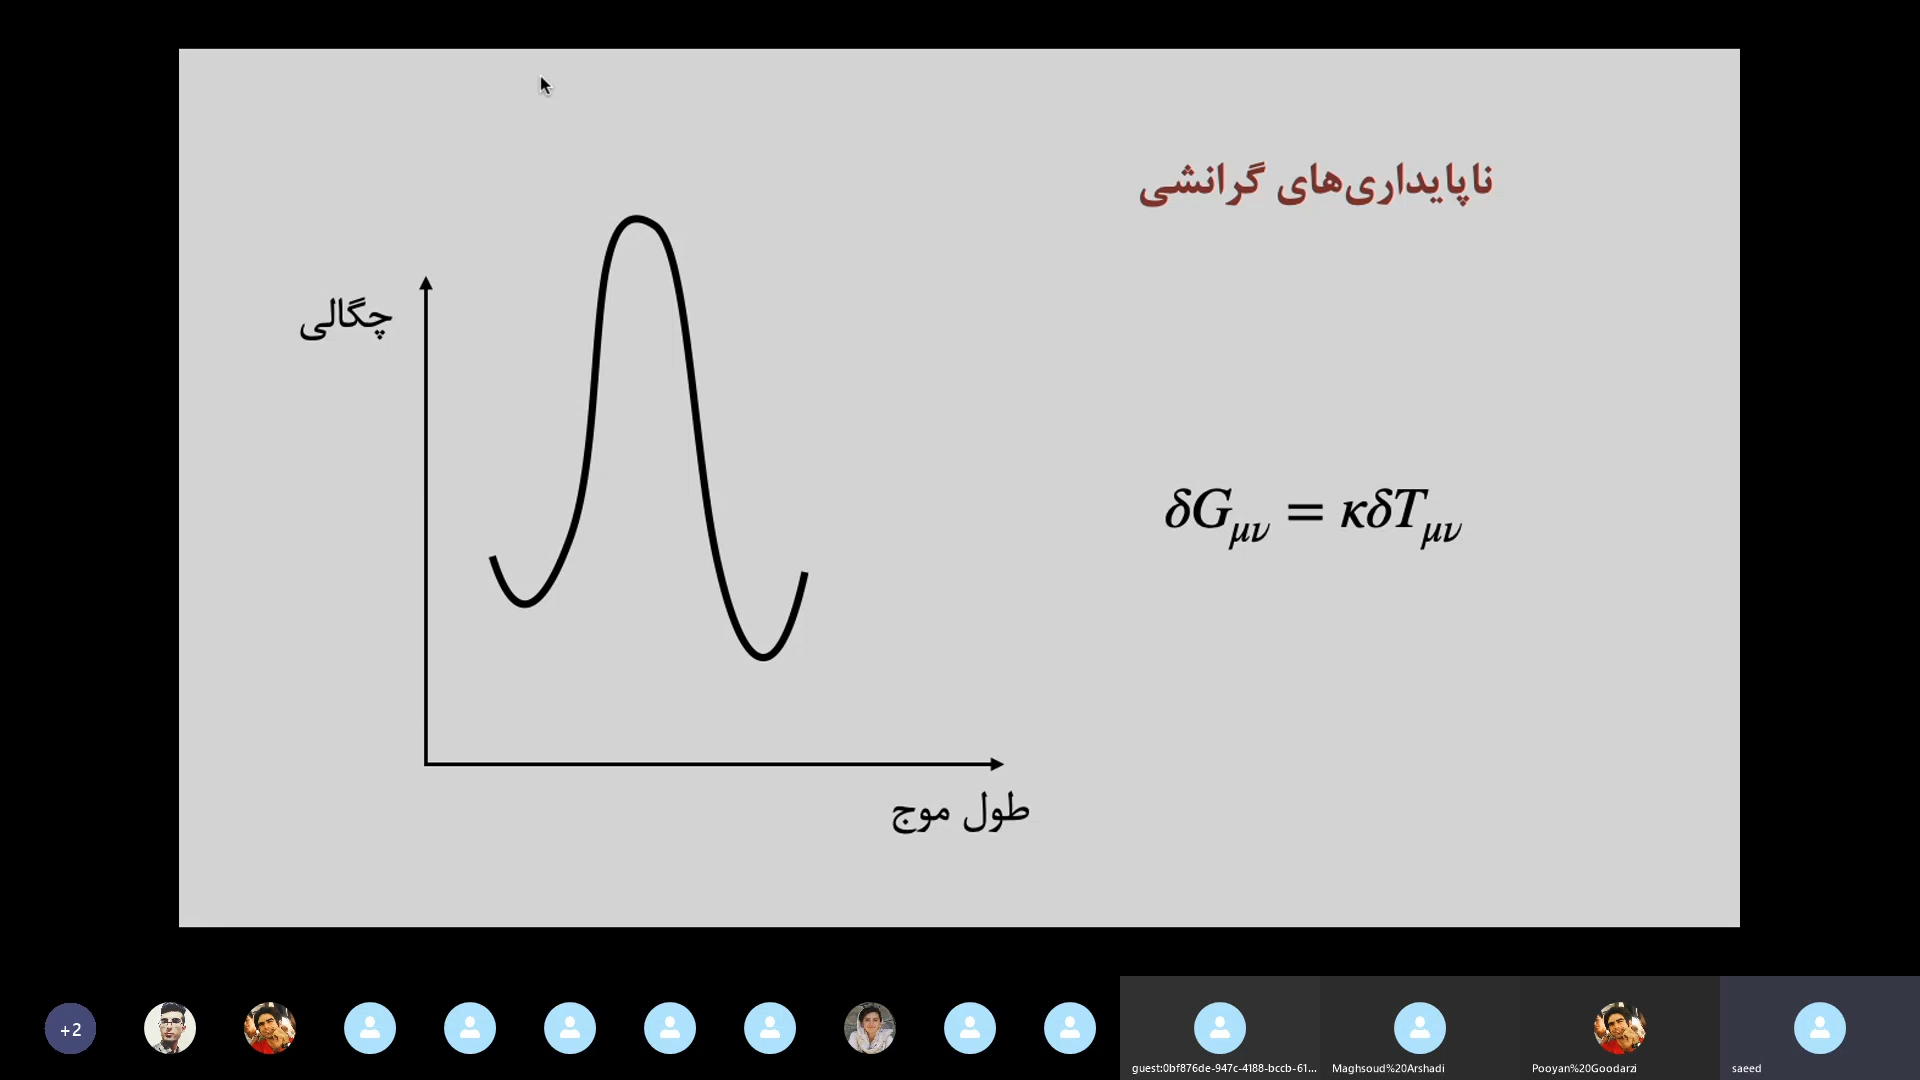 ناپایداری‌های گرانشی
چگالی
δG_μν = κδT_μν
طول موج
+2
guest:0bf876de-947c-4188-bccb-61...
Maghsoud%20Arshadi
Pooyan%20Goodarzi
saeed